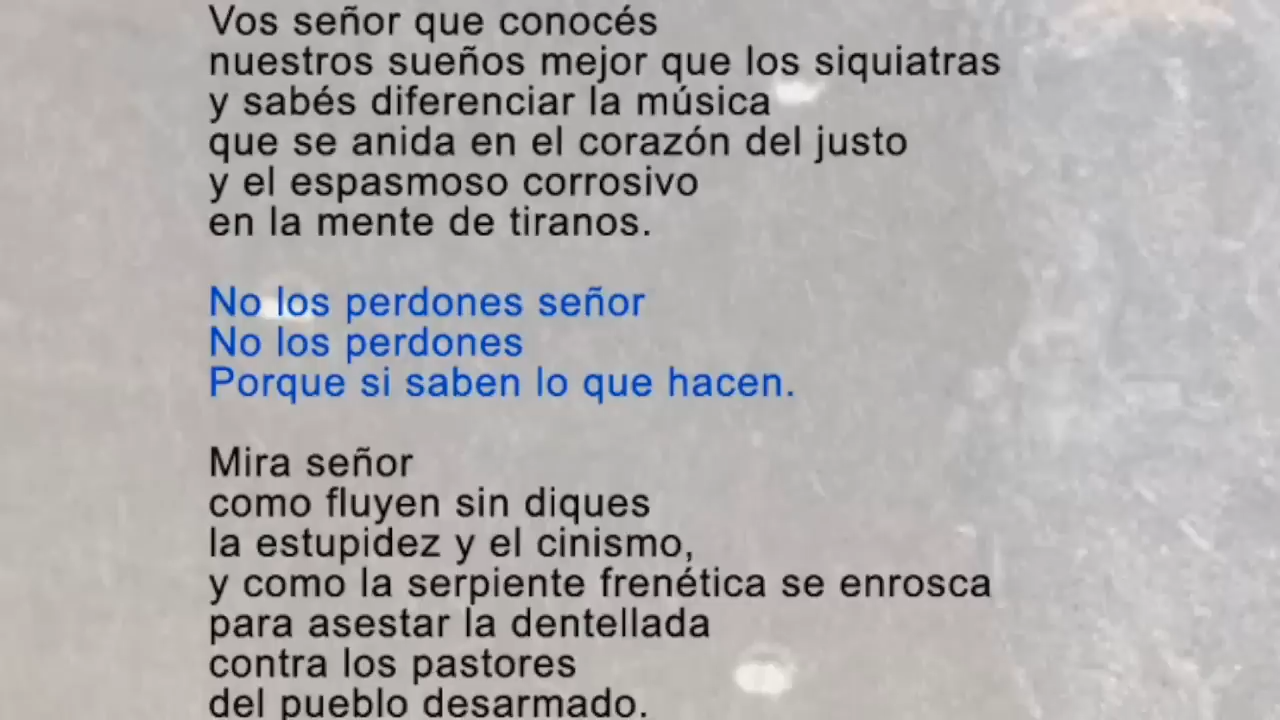 Vos señor que conocés
nuestros sueños mejor que los siquiatras
y sabés diferenciar la música
que se anida en el corazón del justo
y el espasmoso corrosivo
en la mente de tiranos.
No los perdones señor
No los perdones
Porque si saben lo que hacen.
Mira señor
como fluyen sin diques
la estupidez y el cinismo,
y como la serpiente frenética se enrosca
para asestar la dentellada
contra los pastores
del pueblo desarmado.